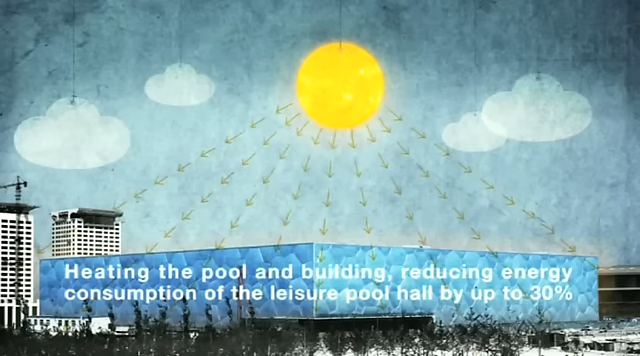 Heating the pool and building, reducing energy
consumption of the leisure pool hall by up to 30%